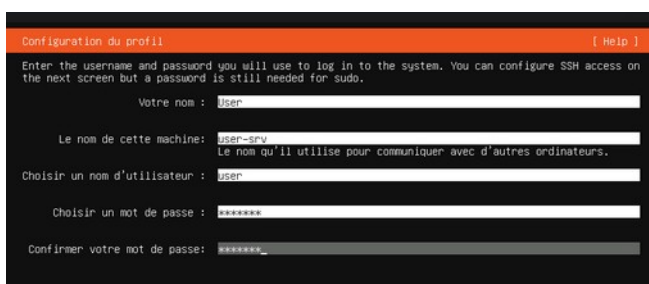 Configuration du profil [ Help ]
Enter the username and password you will use to log in to the system. You can configure SSH access on
the next screen but a password is still needed for sudo.
Votre nom : User
Le nom de cette machine: user-srv
Le nom qu'il utilise pour communiquer avec d'autres ordinateurs.
Choisir un nom d'utilisateur : user
Choisir un mot de passe : *******
Confirmer votre mot de passe: *******_